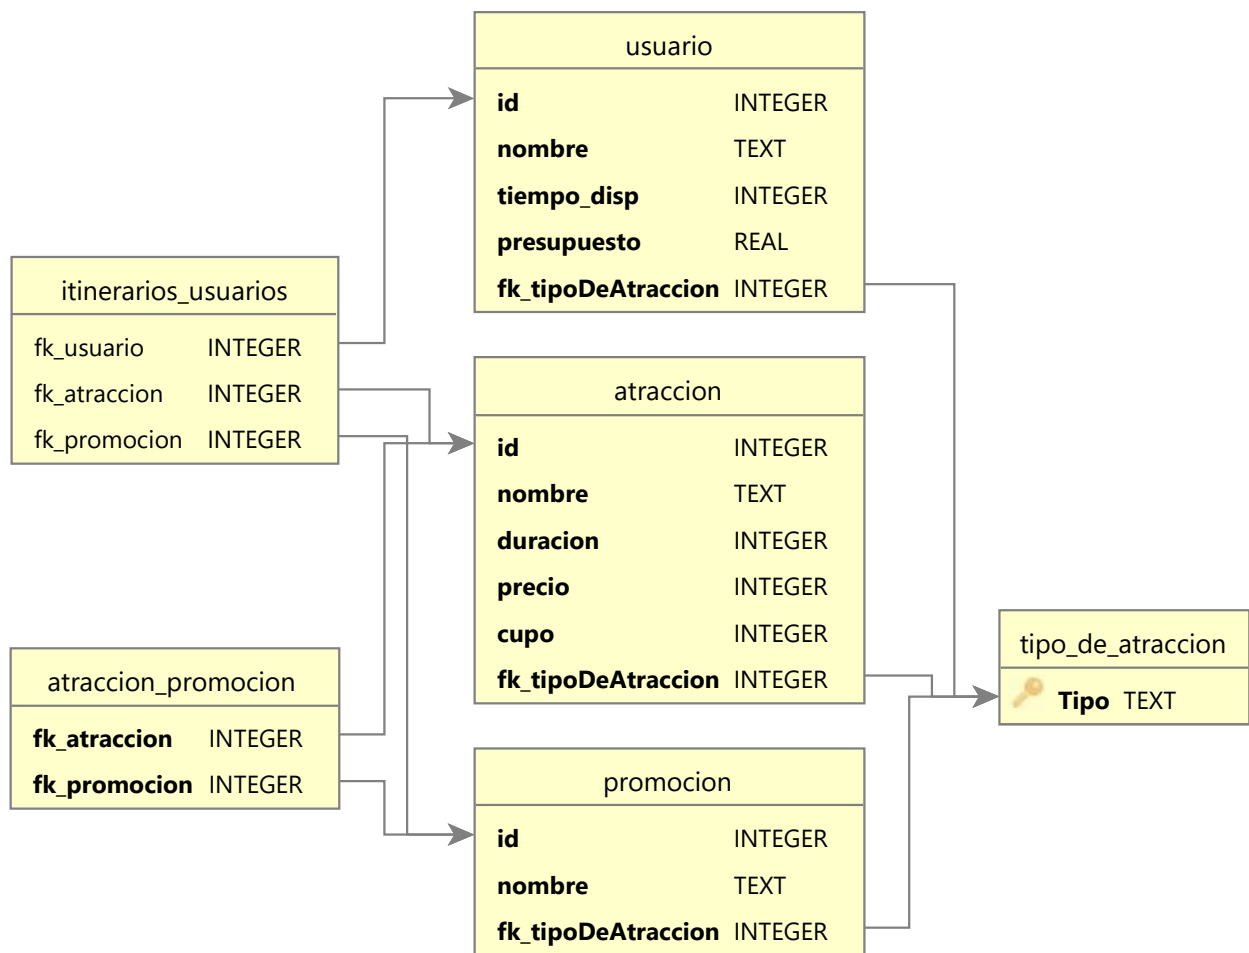 usuario
id INTEGER
nombre TEXT
tiempo_disp INTEGER
presupuesto REAL
fk_tipoDeAtraccion INTEGER
itinerarios_usuarios
fk_usuario INTEGER
fk_atraccion INTEGER
fk_promocion INTEGER
atraccion
id INTEGER
nombre TEXT
duracion INTEGER
precio INTEGER
cupo INTEGER
fk_tipoDeAtraccion INTEGER
tipo_de_atraccion
Tipo TEXT
atraccion_promocion
fk_atraccion INTEGER
fk_promocion INTEGER
promocion
id INTEGER
nombre TEXT
fk_tipoDeAtraccion INTEGER